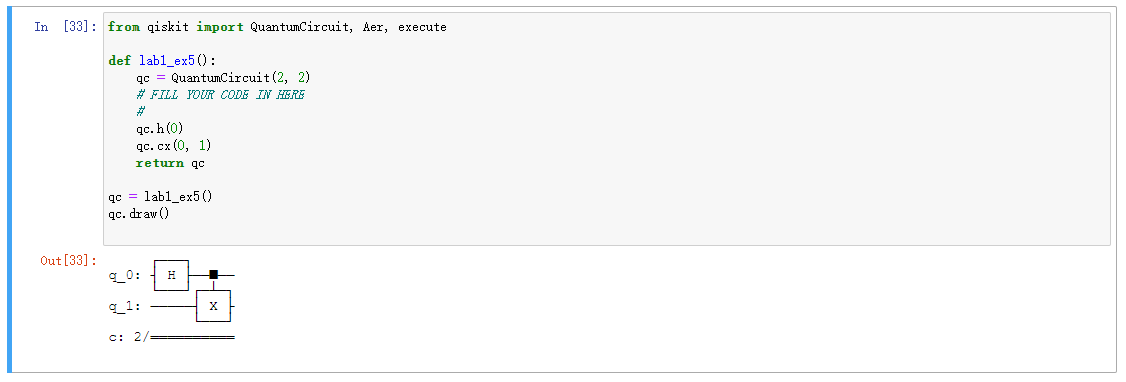 In [33]: from qiskit import QuantumCircuit, Aer, execute
def lab1_ex5():
    qc = QuantumCircuit(2, 2)
    # FILL YOUR CODE IN HERE
    #
    qc.h(0)
    qc.cx(0, 1)
    return qc
qc = lab1_ex5()
qc.draw()
Out[33]:
q_0: H ■
q_1: X
c: 2/